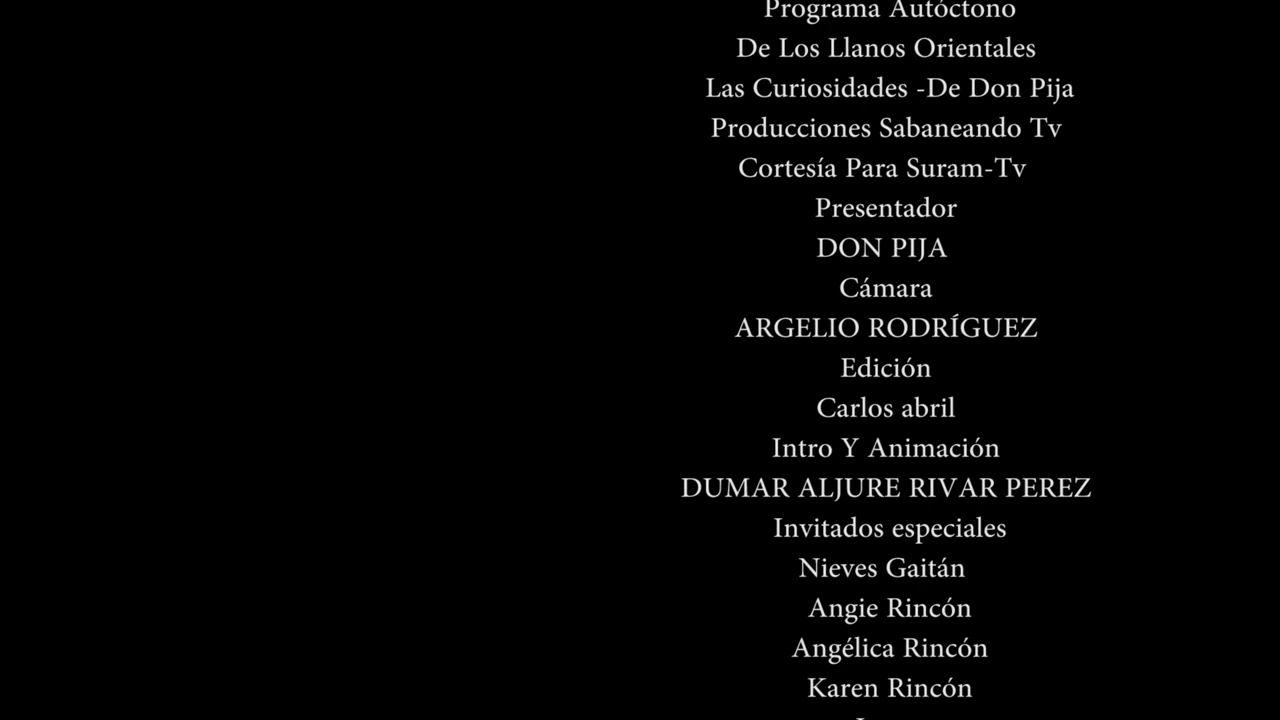 Programa Autóctono
De Los Llanos Orientales
Las Curiosidades -De Don Pija
Producciones Sabaneando Tv
Cortesía Para Suram-Tv
Presentador
DON PIJA
Cámara
ARGELIO RODRÍGUEZ
Edición
Carlos abril
Intro Y Animación
DUMAR ALJURE RIVAR PEREZ
Invitados especiales
Nieves Gaitán
Angie Rincón
Angélica Rincón
Karen Rincón